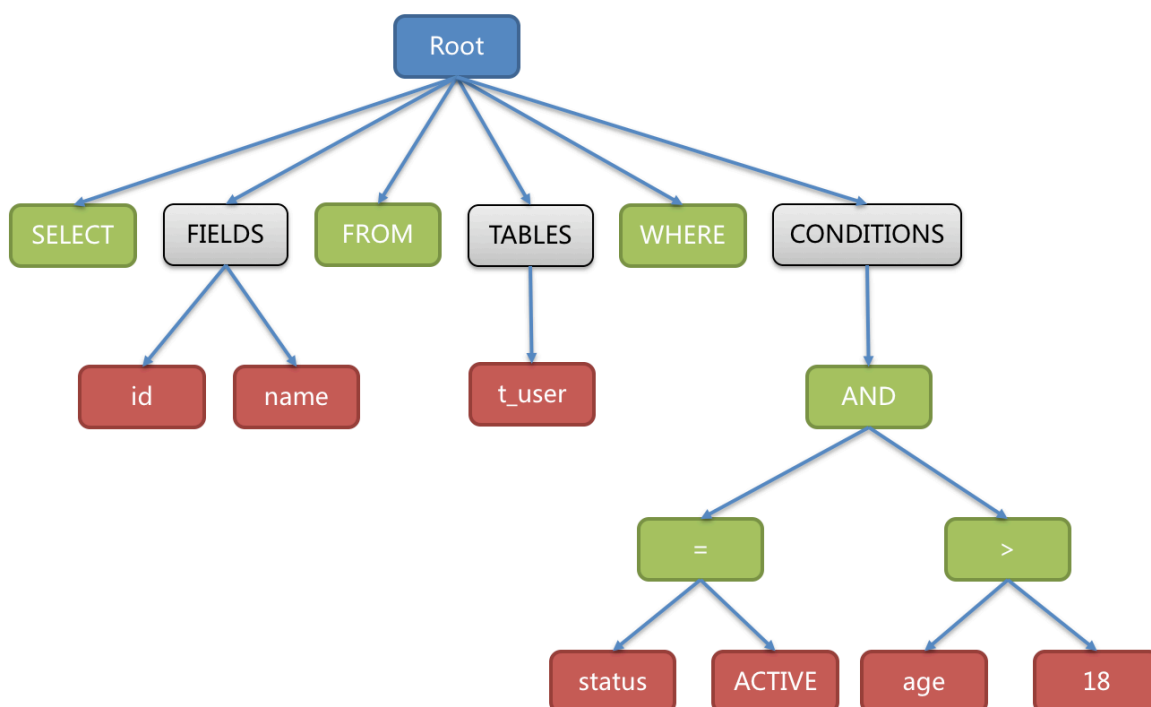 Root
SELECT
FIELDS
FROM
TABLES
WHERE
CONDITIONS
id
name
t_user
AND
=
>
status
ACTIVE
age
18